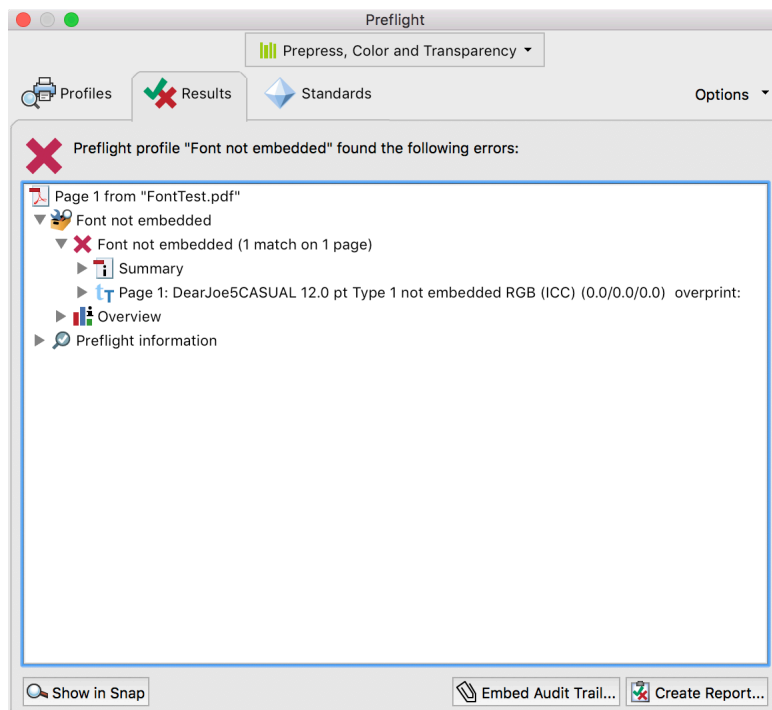 Preflight
Prepress, Color and Transparency
Profiles Results Standards Options
Preflight profile "Font not embedded" found the following errors:
Page 1 from "FontTest.pdf"
Font not embedded
Font not embedded (1 match on 1 page)
Summary
Page 1: DearJoe5CASUAL 12.0 pt Type 1 not embedded RGB (ICC) (0.0/0.0/0.0) overprint:
Overview
Preflight information
Show in Snap Embed Audit Trail... Create Report...